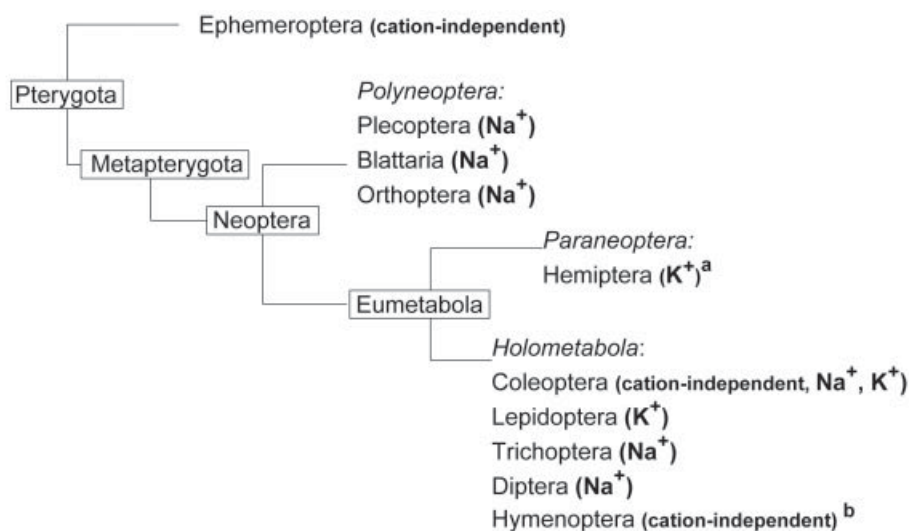 Ephemeroptera (cation-independent)
Pterygota
Polyneoptera:
Plecoptera (Na⁺)
Metapterygota
Blattaria (Na⁺)
Orthoptera (Na⁺)
Neoptera
Paraneoptera:
Hemiptera (K⁺)ᵃ
Eumetabola
Holometabola:
Coleoptera (cation-independent, Na⁺, K⁺)
Lepidoptera (K⁺)
Trichoptera (Na⁺)
Diptera (Na⁺)
Hymenoptera (cation-independent) ᵇ